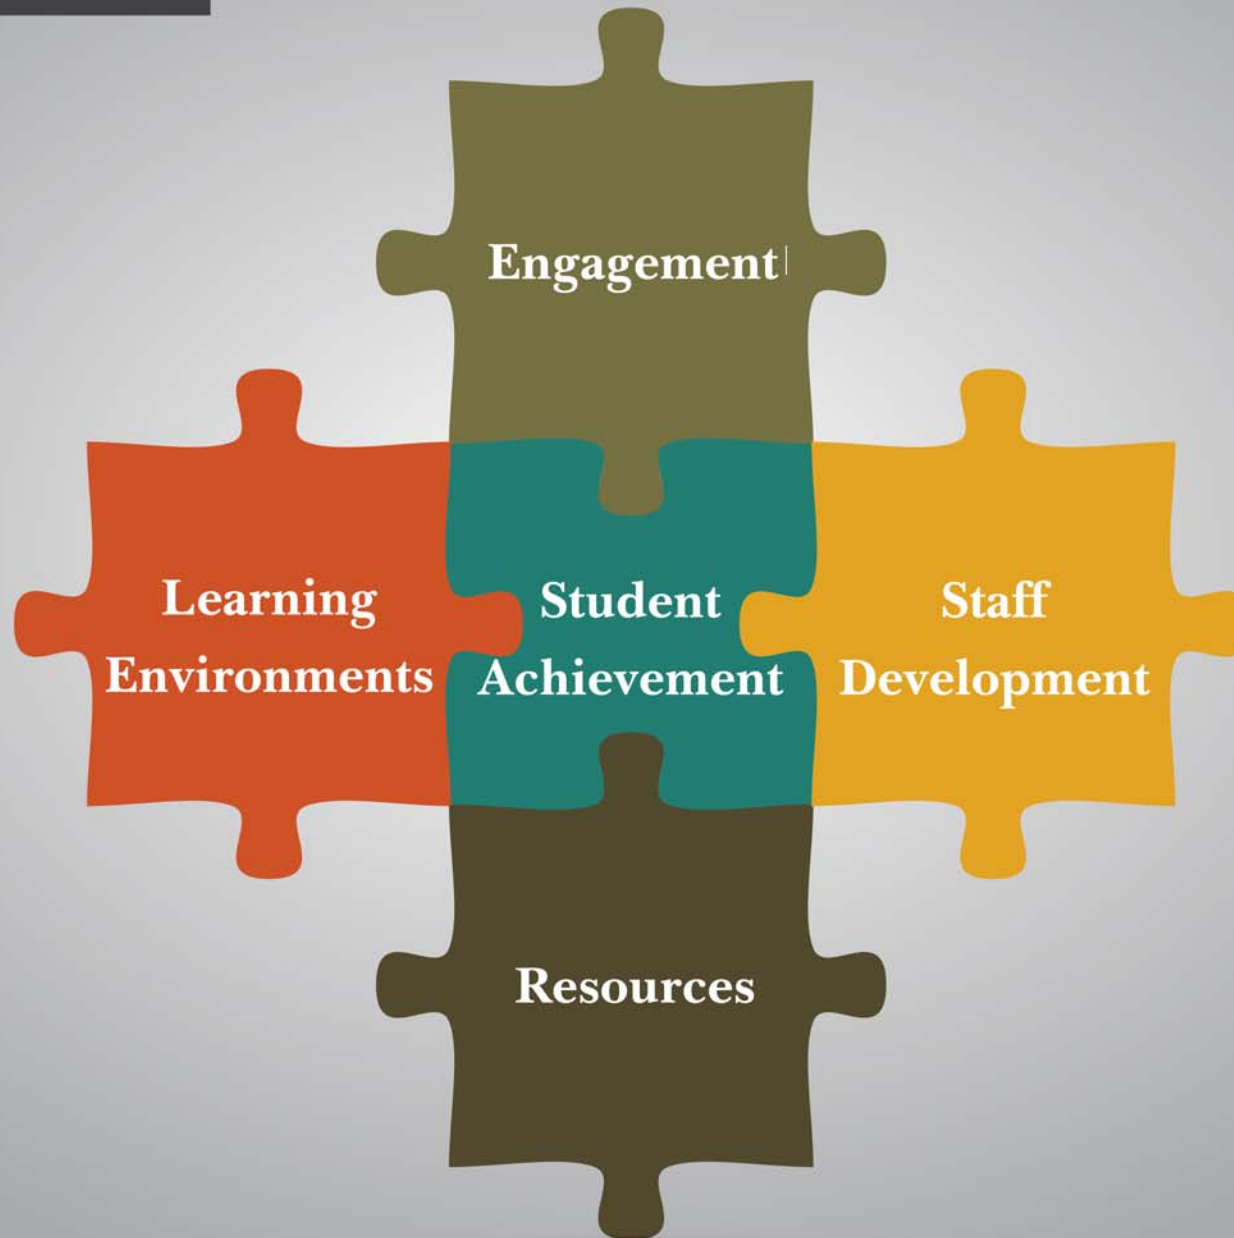 Engagement
Learning
Environments
Student
Achievement
Staff
Development
Resources